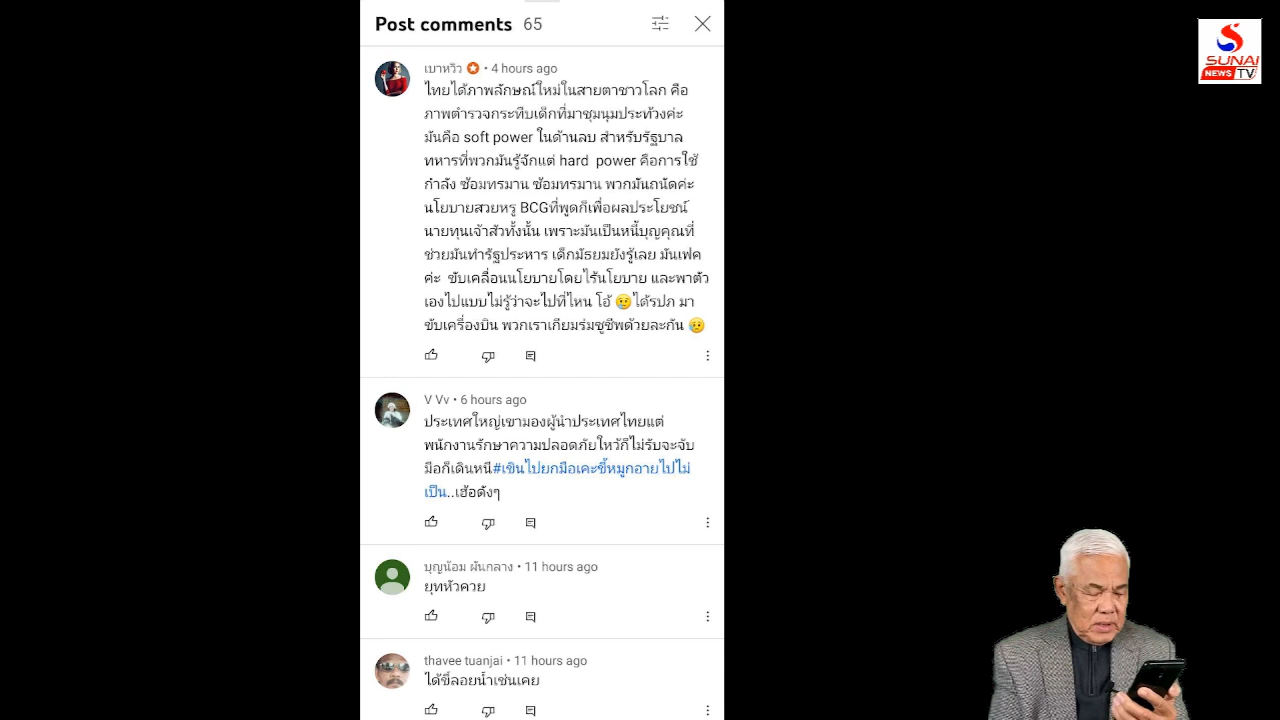 Post comments 65
SUNAI
NEWS TV
เบาหวิว • 4 hours ago
ไทยได้ภาพลักษณ์ใหม่ในสายตาชาวโลก คือ
ภาพตำรวจกระทืบเด็กที่มาชุมนุมประท้วงค่ะ
มันคือ soft power ในด้านลบ สำหรับรัฐบาล
ทหารที่พวกมันรู้จักแต่ hard power คือการใช้
กำลัง ซ้อมทรมาน ซ้อมทรมาน พวกมันถนัดค่ะ
นโยบายสวยหรู BCGที่พูดก็เพื่อผลประโยชน์
นายทุนเจ้าสัวทั้งนั้น เพราะมันเป็นหนี้บุญคุณที่
ช่วยมันทำรัฐประหาร เด็กมัธยมยังรู้เลย มันเฟค
ค่ะ ขับเคลื่อนนโยบายโดยไร้นโยบาย และพาตัว
เองไปแบบไม่รู้ว่าจะไปที่ไหน โอ้ 😥 ได้รปภ มา
ขับเครื่องบิน พวกเราเตียมร่มชูชีพด้วยละกัน 😥
V Vv • 6 hours ago
ประเทศใหญ่เขามองผู้นำประเทศไทยแต่
พนักงานรักษาความปลอดภัยใหว้ก็ไม่รับจะจับ
มือก็เดินหนี#เขินไปยกมือเคะขี้หมูกอายไปไม่
เป็น..เฮ้อดังๆ
บุญน้อม ผันกลาง • 11 hours ago
ยุทหัวควย
thavee tuanjai • 11 hours ago
ได้ขี่ลอยน้ำเช่นเคย